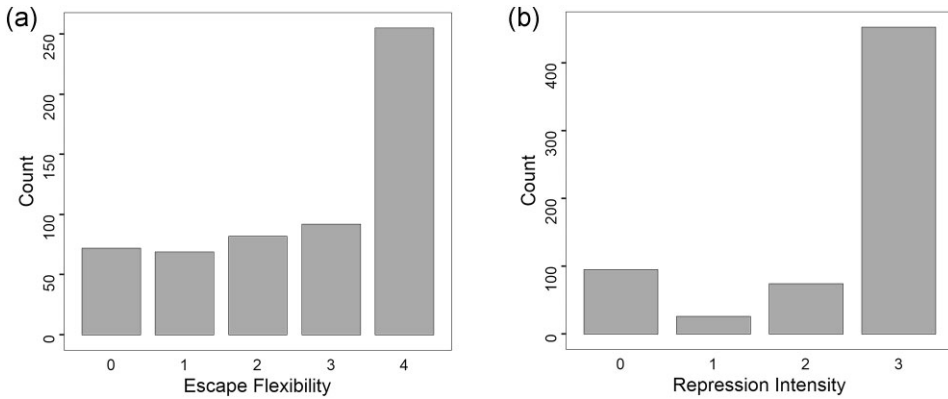 (a)
250
200
150
100
50
0
Count
0 1 2 3 4
Escape Flexibility
(b)
400
300
200
100
0
Count
0 1 2 3
Repression Intensity